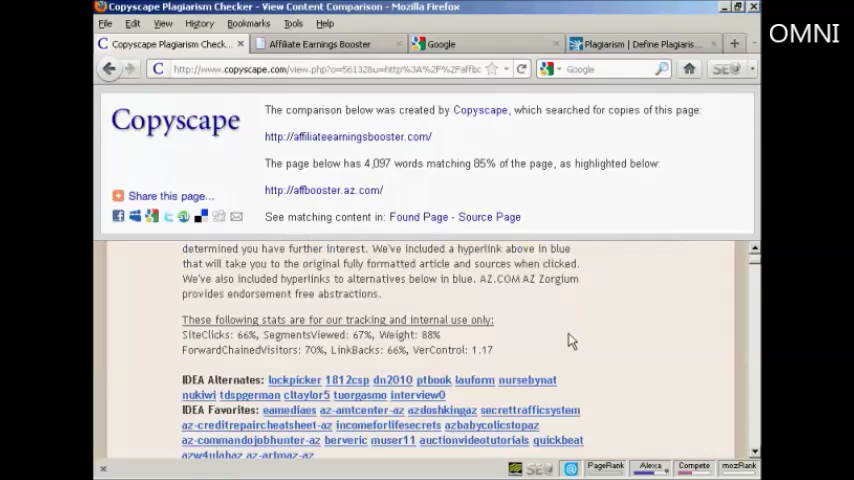 Copyscape Plagiarism Checker - View Content Comparison - Mozilla Firefox
OMNI
File Edit View History Bookmarks Tools Help
C Copyscape Plagiarism Check... × Affiliate Earnings Booster × Google × Plagiarism | Define Plagiaris... × +
C http://www.copyscape.com/view.php?o=56132&u=http%3A%2F%2Faffbc Google SEO
Copyscape
The comparison below was created by Copyscape, which searched for copies of this page:
http://affiliateearningsbooster.com/
The page below has 4,097 words matching 85% of the page, as highlighted below:
http://affbooster.az.com/
Share this page...
See matching content in: Found Page - Source Page
determined you have further interest. We've included a hyperlink above in blue
that will take you to the original fully formatted article and sources when clicked.
We've also included hyperlinks to alternatives below in blue. AZ.COM AZ Zorgium
provides endorsement free abstractions.
These following stats are for our tracking and internal use only:
SiteClicks: 66%, SegmentsViewed: 67%, Weight: 88%
ForwardChainedVisitors: 70%, LinkBacks: 66%, VerControl: 1.17
IDEA Alternates: lockpicker 1812csp dn2010 ptbook lauform nursebynat
nukiwi tdspgerman cltaylor5 tuorgasmo interview0
IDEA Favorites: eamediaes az-amtcenter-az azdoshkingaz secrettrafficsystem
az-creditrepaircheatsheet-az incomeforlifesecrets azbabycolicstopaz
az-commandojobhunter-az berveric muser11 auctionvideotutorials quickbeat
azw4ulahaz az-artmaz-az
× SEO PageRank Alexa Compete mozRank